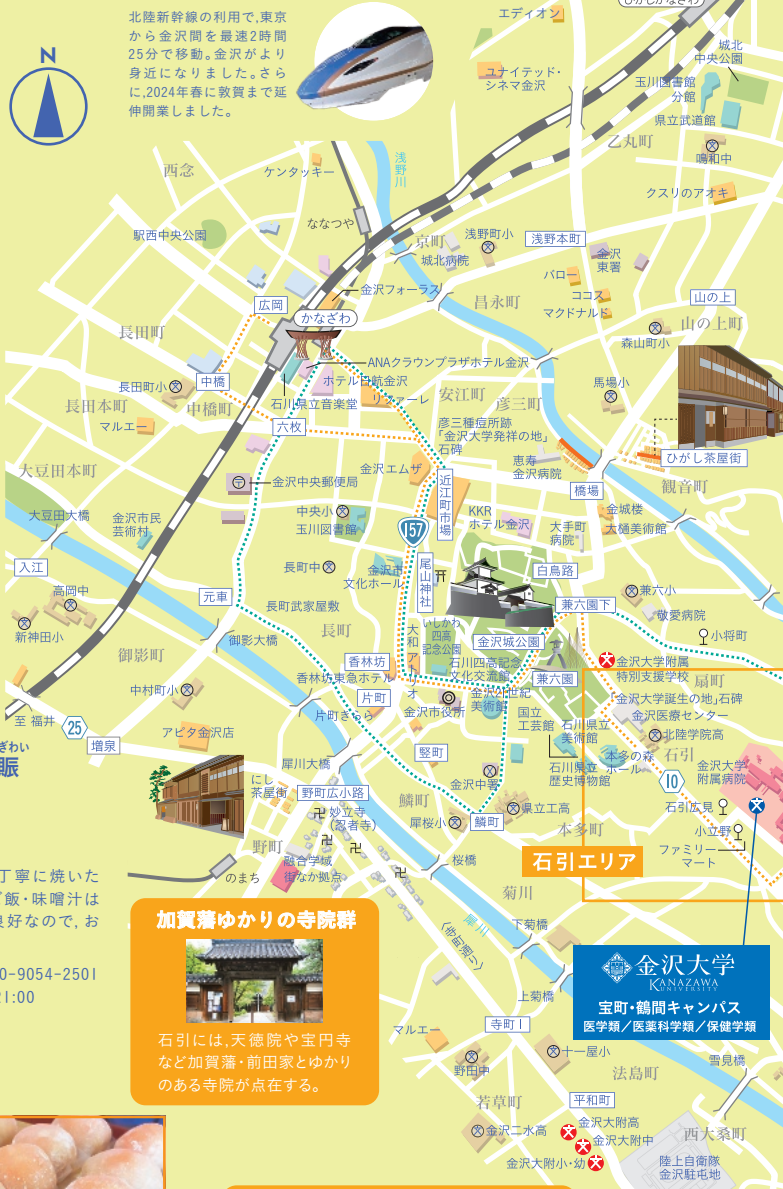 北陸新幹線の利用で、東京
から金沢間を最速2時間
25分で移動。金沢がより
身近になりました。さら
に、2024年春に敦賀まで延
伸開業しました。
N
エディオン
ユナイテッド・
シネマ金沢
城北
中央公園
玉川図書館
分館
県立武道館
乙丸町
鳴和中
クスリのアオキ
浅野川
西念
ケンタッキー
ななつや
駅西中央公園
京町
浅野町小
城北病院
浅野本町
金沢
東署
バロー
ココス
マクドナルド
山の上
山の上町
森山町小
昌永町
金沢フォーラス
広岡
かなざわ
長田町
ANAクラウンプラザホテル金沢
ホテル日航金沢
リファーレ
石川県立音楽堂
中橋
長田町小
長田本町
中橋町
マルエー
六枚
安江町
彦三町
馬場小
彦三種痘所跡
「金沢大学発祥の地」
石碑
ひがし茶屋街
観音町
恵寿
金沢病院
橋場
金沢エムザ
近江町市場
金沢中央郵便局
大豆田本町
大豆田大橋
金沢市民
芸術村
中央小
玉川図書館
157
KKR
ホテル金沢
大手町
病院
金城楼
大樋美術館
入江
高岡中
新神田小
長町中
金沢市
文化ホール
尾山神社
白鳥路
兼六小
兼六園下
敬愛病院
小将町
元車
長町武家屋敷
長町
御影大橋
御影町
大和
アトリオ
いしかわ
四高
記念公園
金沢城公園
石川四高記念
文化交流館
兼六園
金沢大学附属
特別支援学校
扇町
「金沢大学誕生の地」石碑
金沢医療センター
香林坊
香林坊東急ホテル
片町
片町きらら
金沢市役所
金沢21世紀
美術館
国立
工芸館
石川県立
美術館
北陸学院高
石引
本多の森
ホール
石川県立
歴史博物館
金沢大学
附属病院
中村町小
至 福井
25
増泉
アピタ金沢店
ぎわい
賑
犀川大橋
竪町
金沢中署
10
石引広見
小立野
ファミリー
マート
にし
茶屋街
野町広小路
妙立寺
(忍者寺)
鱗町
犀桜小
鱗町
県立工高
本多町
野町
のまち
融合学域
街なか拠点
桜橋
石引エリア
菊川
下菊橋
犀川
(寺町通り)
丁寧に焼いた
ご飯・味噌汁は
良好なので、お
0-9054-2501
21:00
加賀藩ゆかりの寺院群
石引には、天徳院や宝円寺
など加賀藩・前田家とゆかり
のある寺院が点在する。
金沢大学
KANAZAWA
UNIVERSITY
宝町・鶴間キャンパス
医学類/医薬科学類/保健学類
上菊橋
寺町1
マルエー
野田中
十一屋小
法島町
雪見橋
若草町
平和町
金沢二水高
金沢大附高
金沢大附中
金沢大附小・幼
西大桑町
陸上自衛隊
金沢駐屯地